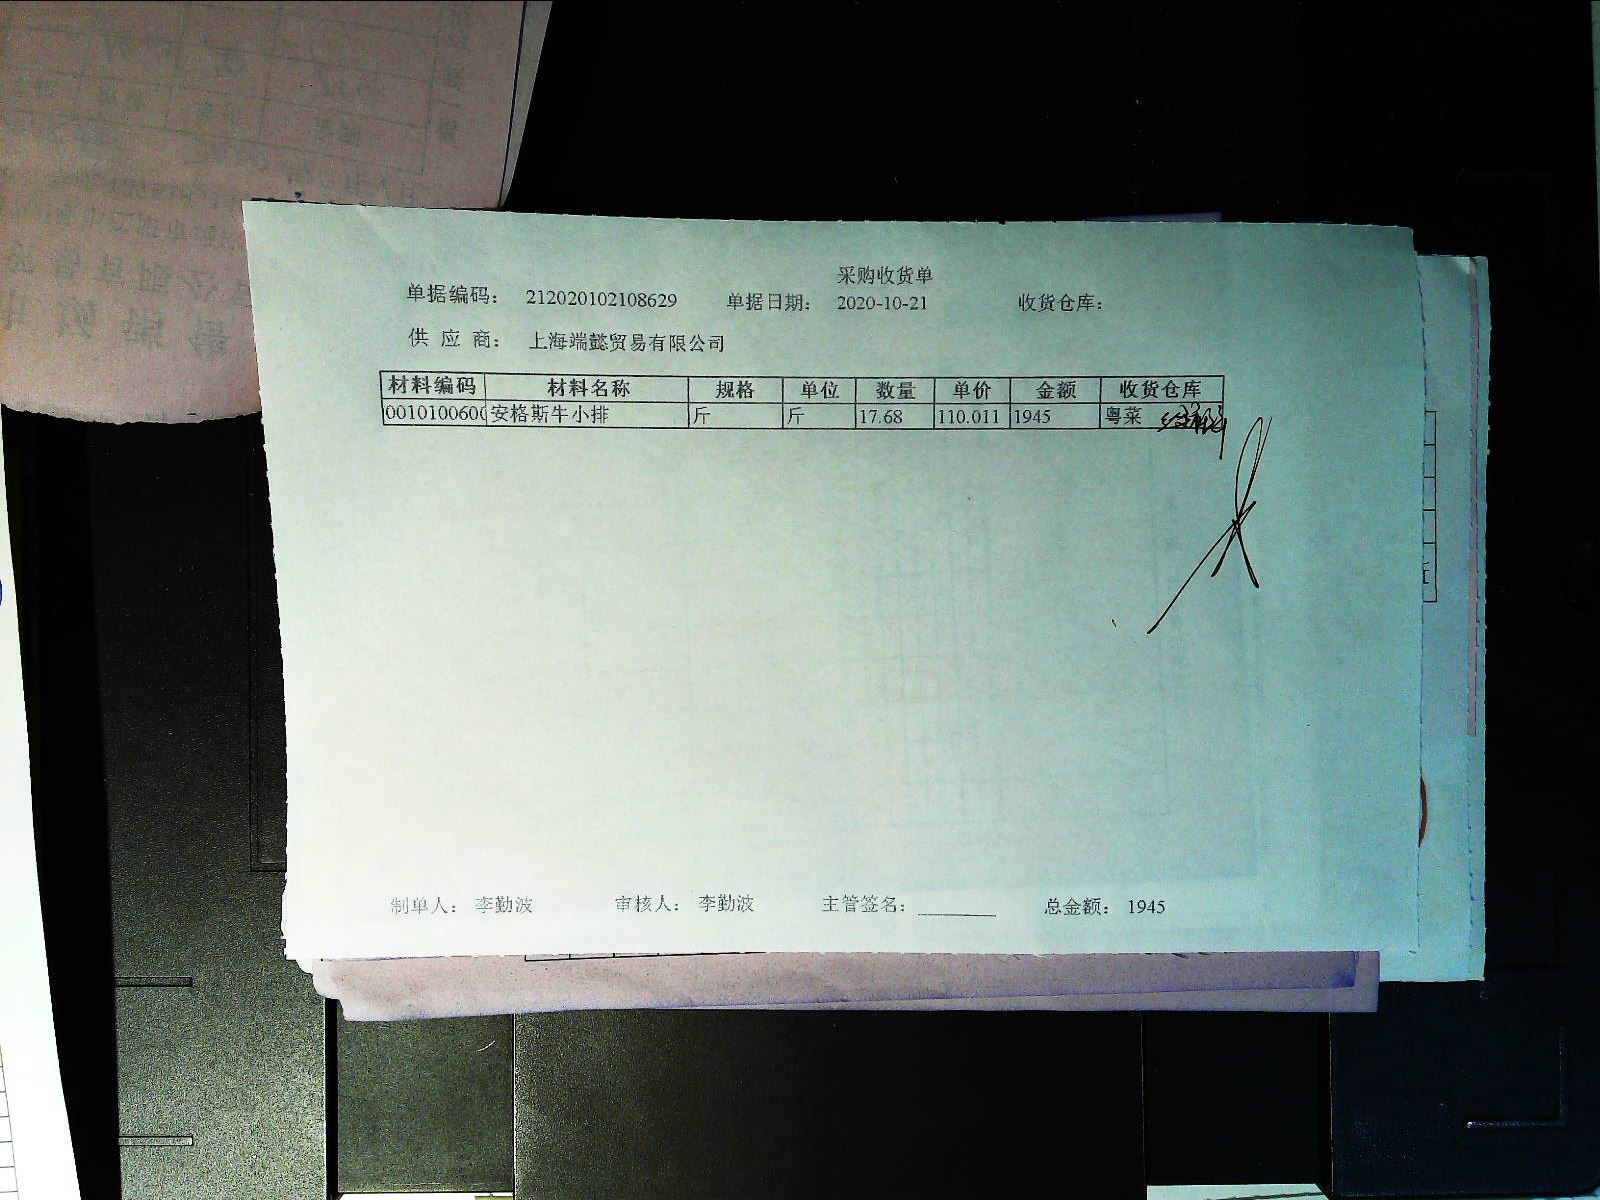 采购收货单
单据编码： 212020102108629 单据日期： 2020-10-21 收货仓库：
供 应 商： 上海端懿贸易有限公司
材料编码 材料名称 规格 单位 数量 单价 金额 收货仓库
0010100600 安格斯牛小排 斤 斤 17.68 110.011 1945 粤菜
制单人： 李勤波 审核人： 李勤波 主管签名： 总金额： 1945